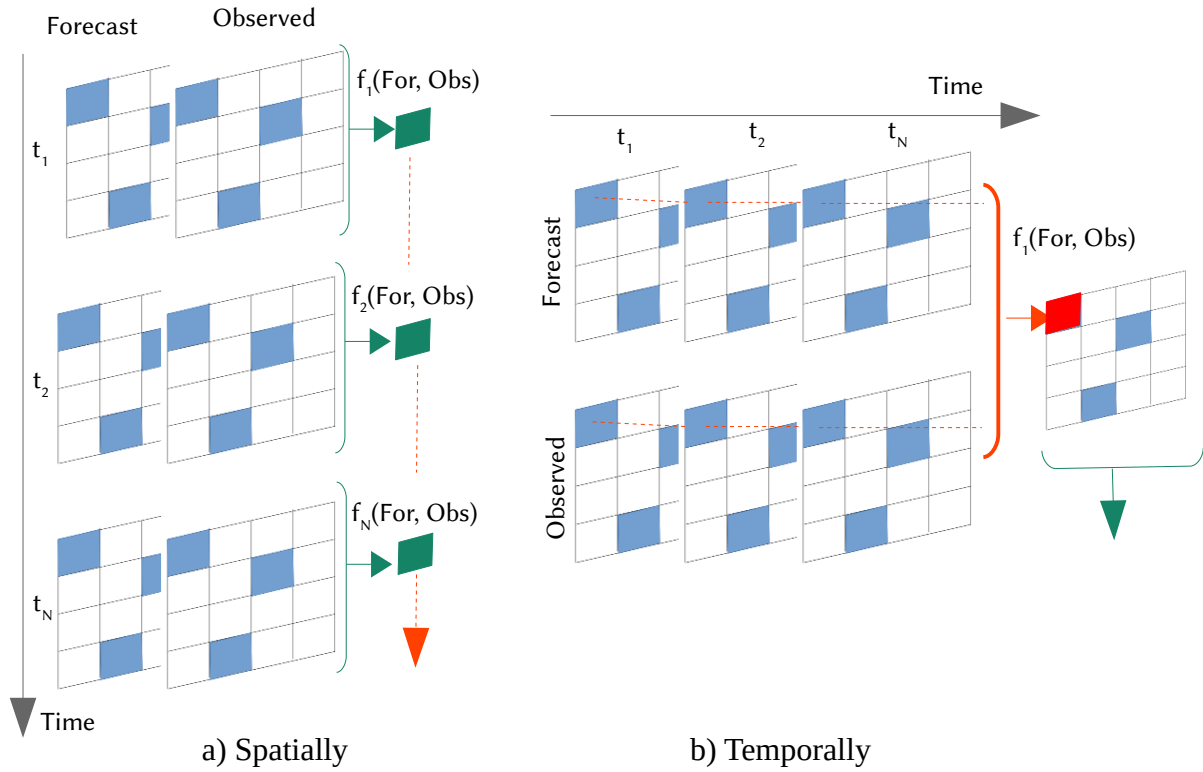 Forecast
Observed
f1(For, Obs)
t1
f2(For, Obs)
t2
fN(For, Obs)
tN
Time
a) Spatially
Time
t1
t2
tN
Forecast
f1(For, Obs)
Observed
b) Temporally